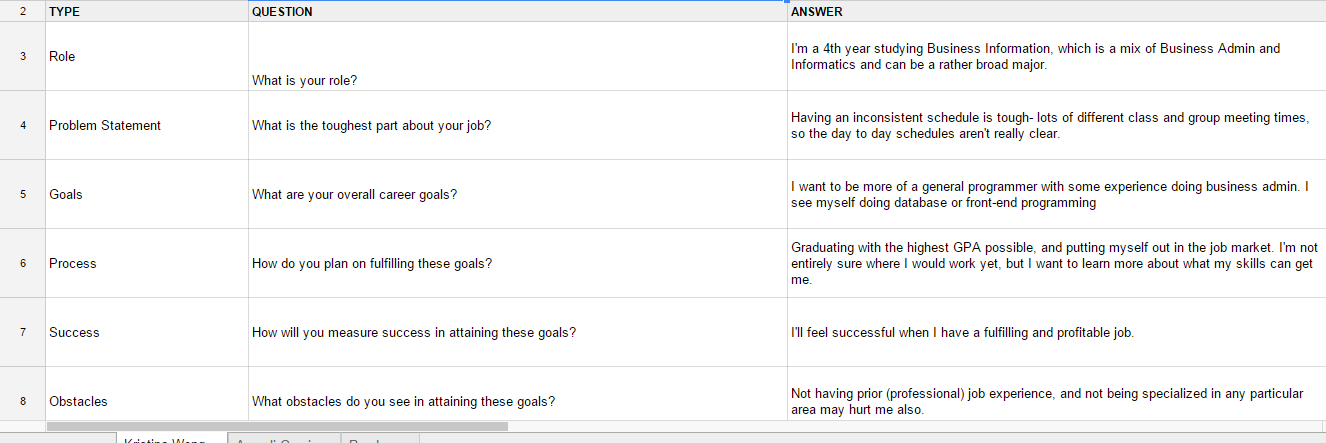 2 TYPE QUESTION ANSWER
3 Role What is your role? I'm a 4th year studying Business Information, which is a mix of Business Admin and
Informatics and can be a rather broad major.
4 Problem Statement What is the toughest part about your job? Having an inconsistent schedule is tough- lots of different class and group meeting times,
so the day to day schedules aren't really clear.
5 Goals What are your overall career goals? I want to be more of a general programmer with some experience doing business admin. I
see myself doing database or front-end programming
6 Process How do you plan on fulfilling these goals? Graduating with the highest GPA possible, and putting myself out in the job market. I'm not
entirely sure where I would work yet, but I want to learn more about what my skills can get
me.
7 Success How will you measure success in attaining these goals? I'll feel successful when I have a fulfilling and profitable job.
8 Obstacles What obstacles do you see in attaining these goals? Not having prior (professional) job experience, and not being specialized in any particular
area may hurt me also.